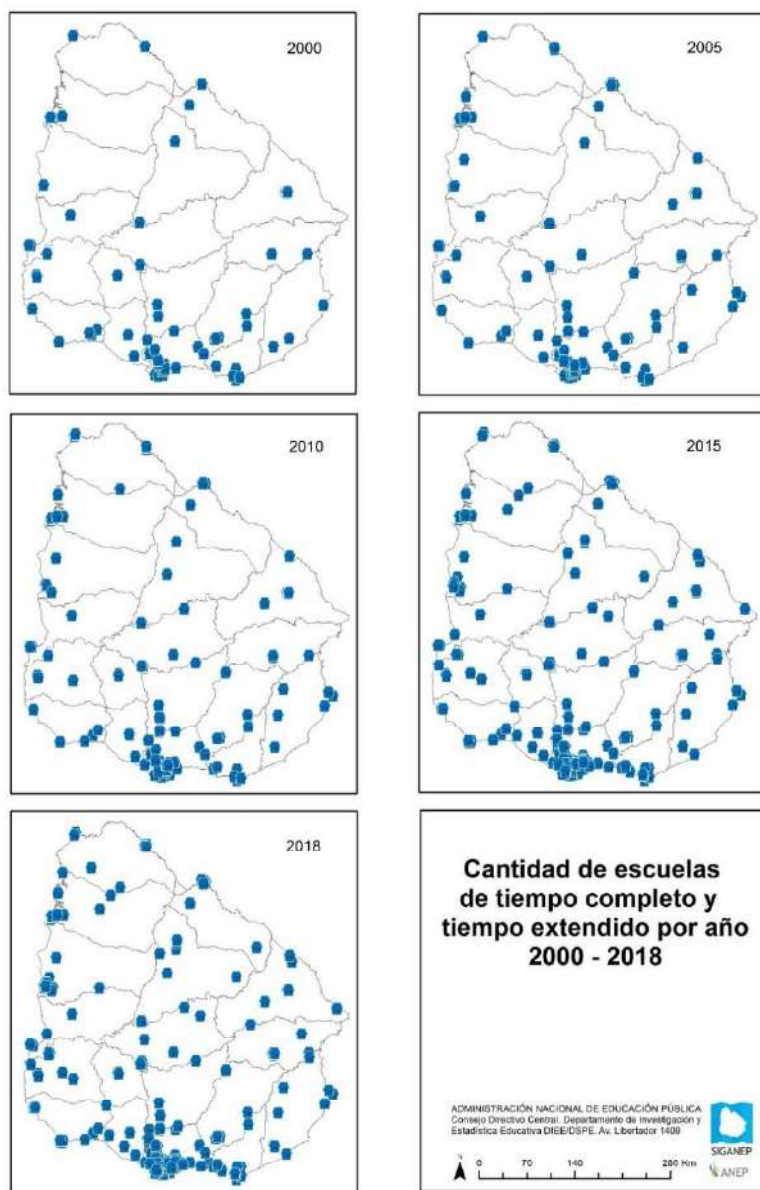 2000
2005
2010
2015
2018
Cantidad de escuelas
de tiempo completo y
tiempo extendido por año
2000 - 2018
ADMINISTRACIÓN NACIONAL DE EDUCACIÓN PÚBLICA
Consejo Directivo Central. Departamento de Investigación y
Estadística Educativa DIEE/DSPE. Av. Libertador 1409
SIGANEP
ANEP
0 70 140 280 Km